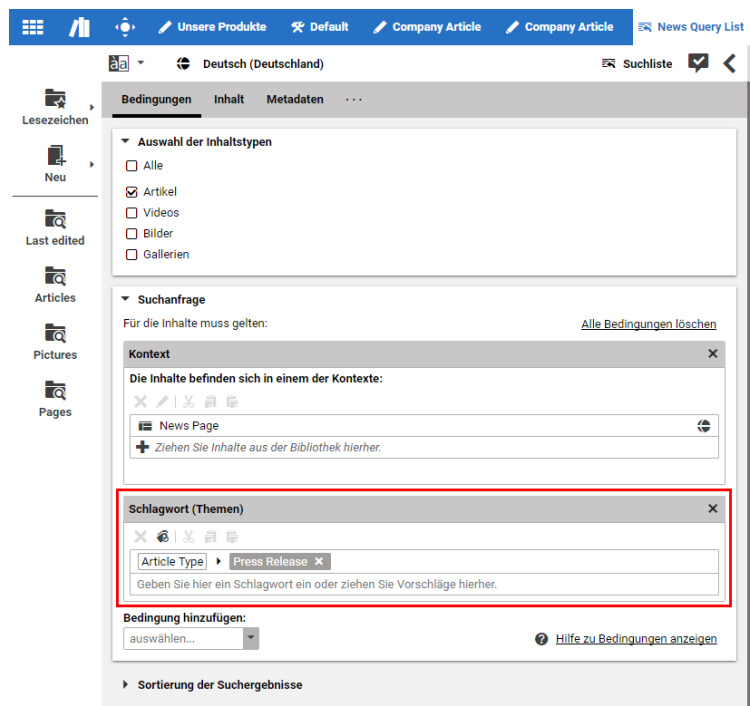 Unsere Produkte
Default
Company Article
Company Article
News Query List
Deutsch (Deutschland)
Suchliste
Lesezeichen
Neu
Last edited
Articles
Pictures
Pages
Bedingungen Inhalt Metadaten ...
Auswahl der Inhaltstypen
Alle
Artikel
Videos
Bilder
Gallerien
Suchanfrage
Für die Inhalte muss gelten:
Alle Bedingungen löschen
Kontext
Die Inhalte befinden sich in einem der Kontexte:
News Page
Ziehen Sie Inhalte aus der Bibliothek hierher.
Schlagwort (Themen)
Article Type Press Release
Geben Sie hier ein Schlagwort ein oder ziehen Sie Vorschläge hierher.
Bedingung hinzufügen:
auswählen...
Hilfe zu Bedingungen anzeigen
Sortierung der Suchergebnisse